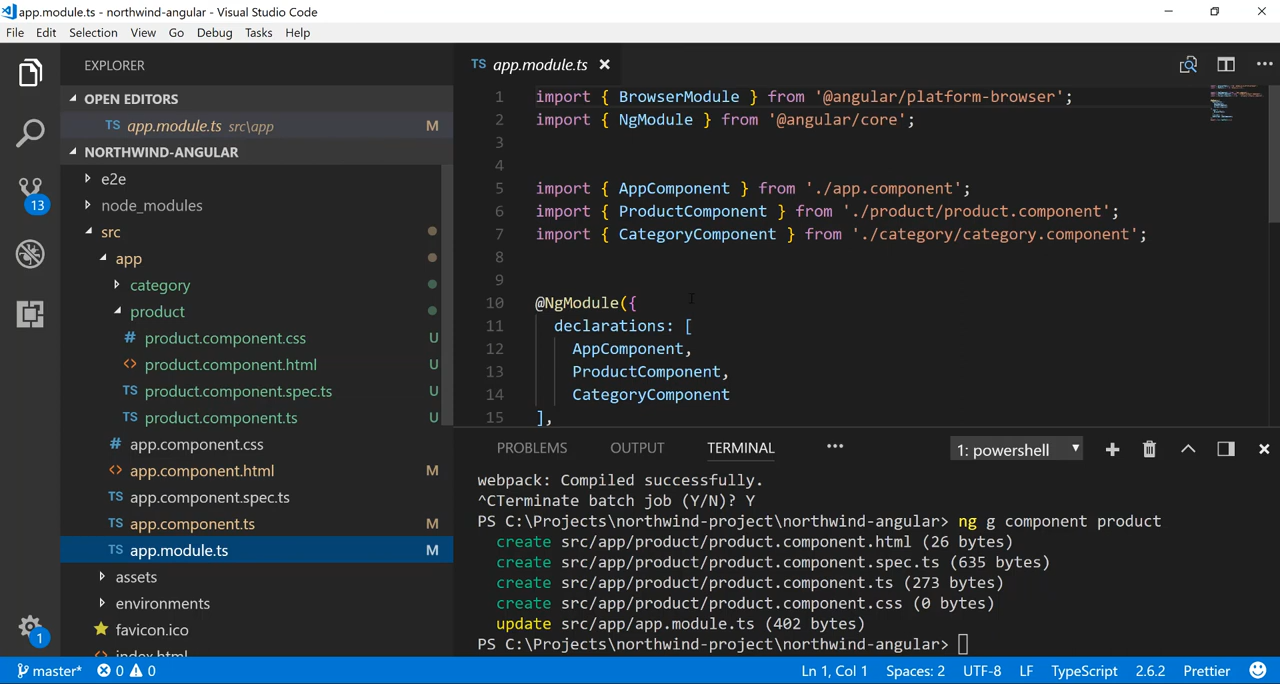 app.module.ts - northwind-angular - Visual Studio Code
File Edit Selection View Go Debug Tasks Help
EXPLORER
OPEN EDITORS
TS app.module.ts src\app M
NORTHWIND-ANGULAR
e2e
node_modules
src
app
category
product
# product.component.css U
<> product.component.html U
TS product.component.spec.ts U
TS product.component.ts U
# app.component.css
<> app.component.html M
TS app.component.spec.ts
TS app.component.ts M
TS app.module.ts M
assets
environments
favicon.ico
13
1
TS app.module.ts
1 import { BrowserModule } from '@angular/platform-browser';
2 import { NgModule } from '@angular/core';
3
4
5 import { AppComponent } from './app.component';
6 import { ProductComponent } from './product/product.component';
7 import { CategoryComponent } from './category/category.component';
8
9
10 @NgModule({
11 declarations: [
12 AppComponent,
13 ProductComponent,
14 CategoryComponent
15 ],
PROBLEMS OUTPUT TERMINAL ••• 1: powershell
webpack: Compiled successfully.
^CTerminate batch job (Y/N)? Y
PS C:\Projects\northwind-project\northwind-angular> ng g component product
create src/app/product/product.component.html (26 bytes)
create src/app/product/product.component.spec.ts (635 bytes)
create src/app/product/product.component.ts (273 bytes)
create src/app/product/product.component.css (0 bytes)
update src/app/app.module.ts (402 bytes)
PS C:\Projects\northwind-project\northwind-angular>
master* 0 0 Ln 1, Col 1 Spaces: 2 UTF-8 LF TypeScript 2.6.2 Prettier